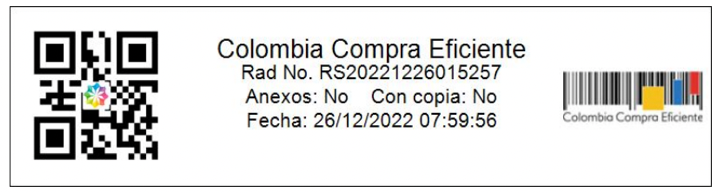 Colombia Compra Eficiente
Rad No. RS20221226015257
Anexos: No    Con copia: No
Fecha: 26/12/2022 07:59:56
Colombia Compra Eficiente